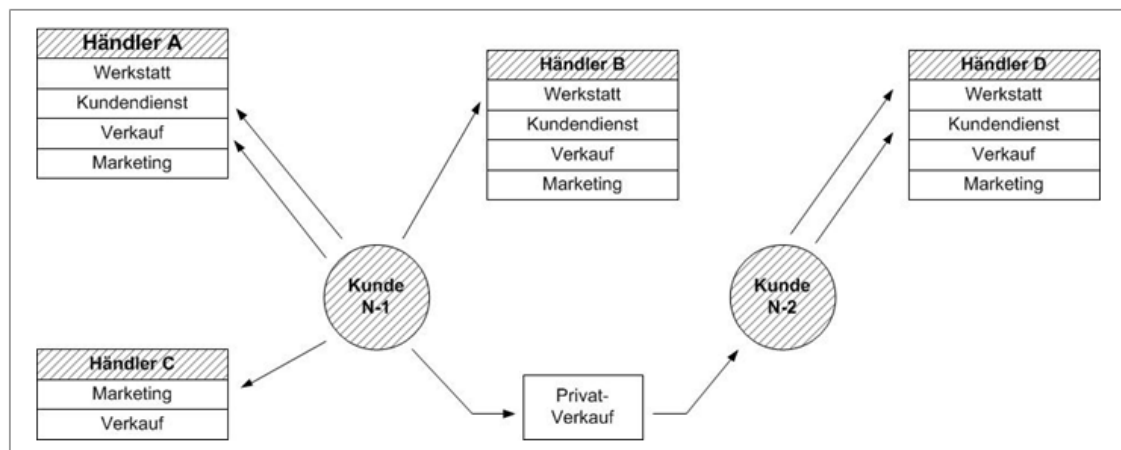 Händler A
Werkstatt
Kundendienst
Verkauf
Marketing
Händler B
Werkstatt
Kundendienst
Verkauf
Marketing
Händler D
Werkstatt
Kundendienst
Verkauf
Marketing
Kunde
N-1
Kunde
N-2
Händler C
Marketing
Verkauf
Privat-
Verkauf